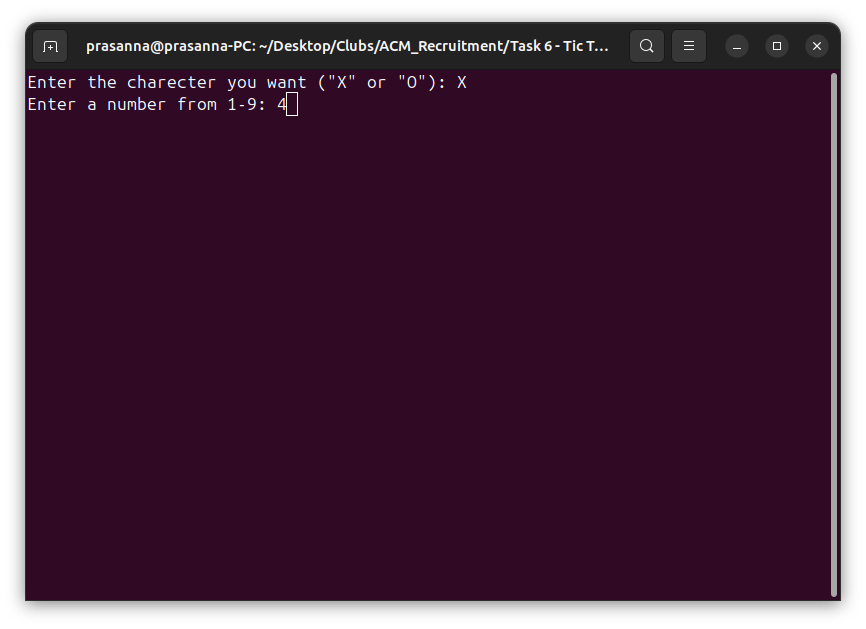 prasanna@prasanna-PC: ~/Desktop/Clubs/ACM_Recruitment/Task 6 - Tic T...
Enter the charecter you want ("X" or "O"): X
Enter a number from 1-9: 4